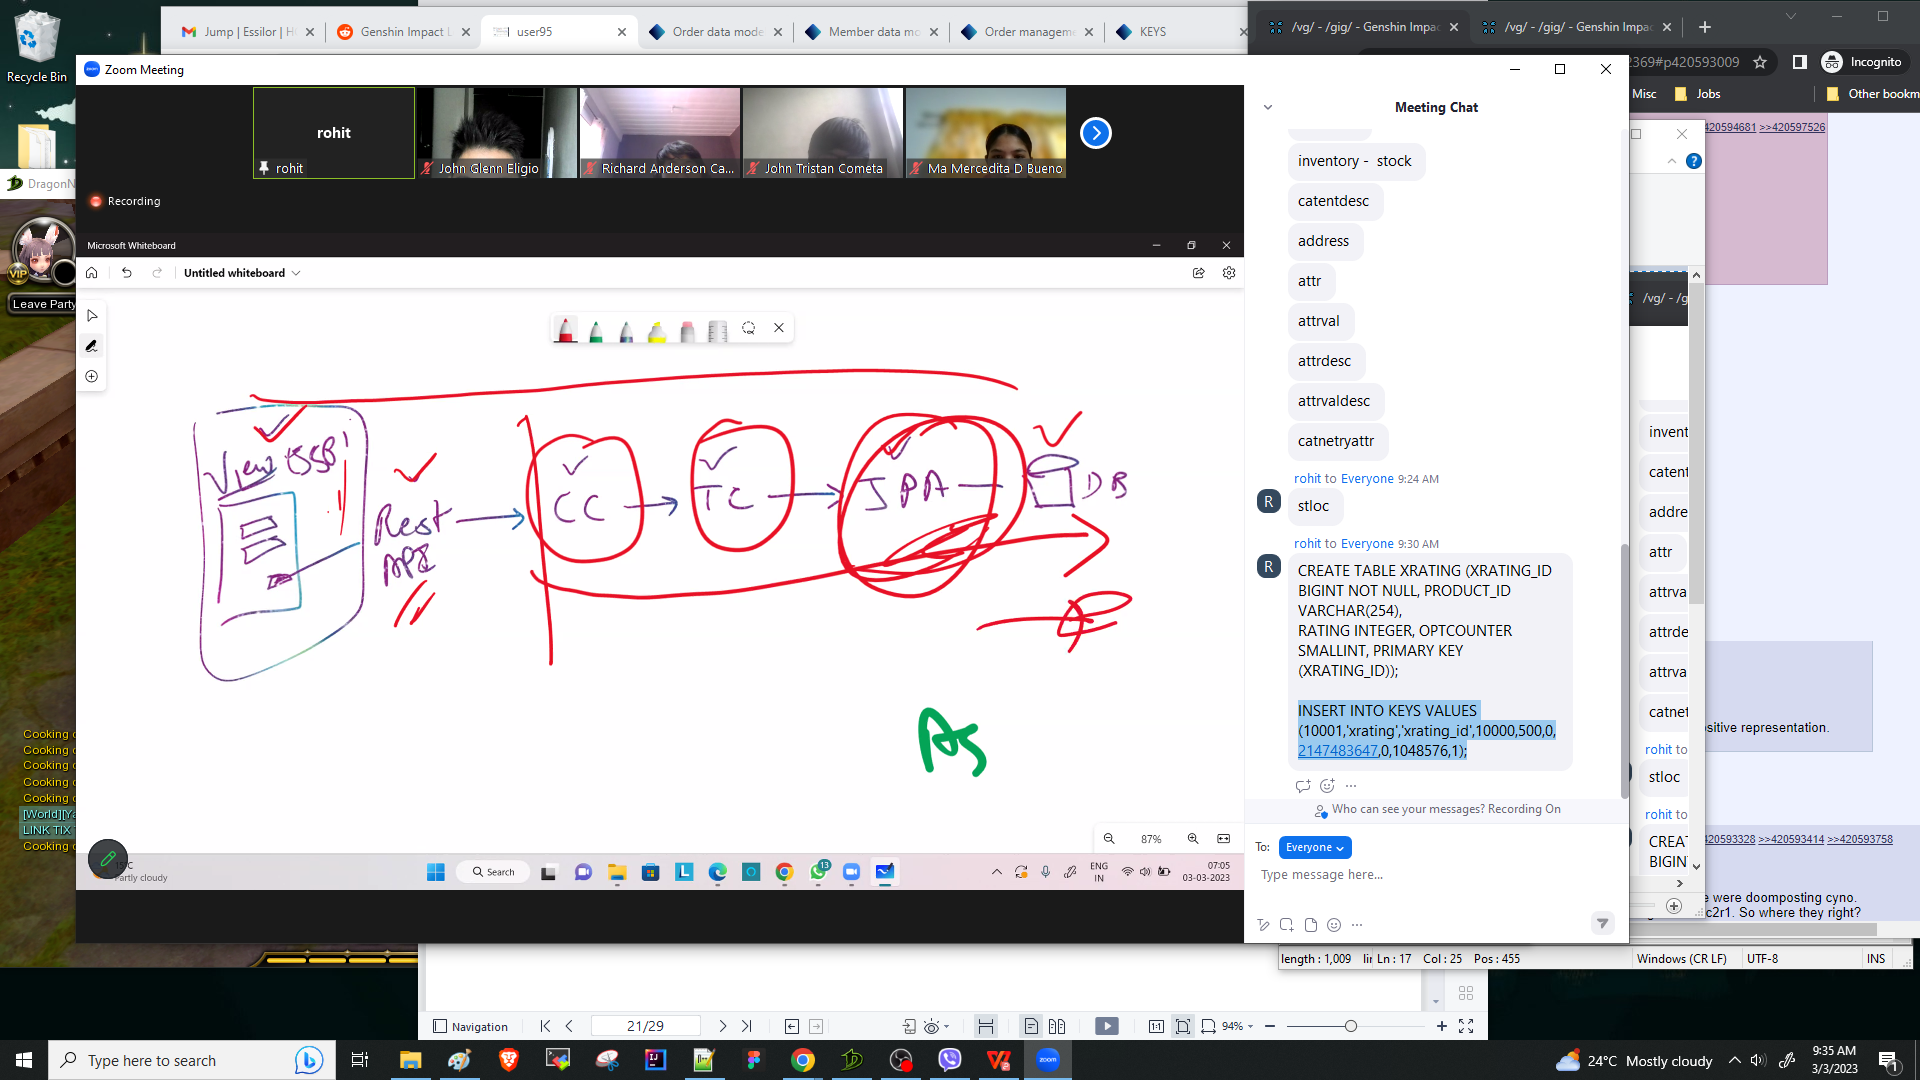 Recycle Bin
Jump | Essilor | H
Genshin Impact L
user95
Order data mode
Member data mo
Order manageme
KEYS
/vg/ - /gig/ - Genshin Impac
/vg/ - /gig/ - Genshin Impac
2369#p420593009
Incognito
Misc
Jobs
Other bookm
Zoom Meeting
rohit
rohit
John Glenn Eligio
Richard Anderson Ca...
John Tristan Cometa
Ma Mercedita D Bueno
Recording
Microsoft Whiteboard
Untitled whiteboard
View (SSB)
Rest
API
CC
TC
JPA
DB
As
87%
15°C
Partly cloudy
Search
13
ENG
IN
07:05
03-03-2023
Meeting Chat
inventory - stock
catentdesc
address
attr
attrval
attrdesc
attrvaldesc
catnetryattr
rohit to Everyone 9:24 AM
R
stloc
rohit to Everyone 9:30 AM
R
CREATE TABLE XRATING (XRATING_ID
BIGINT NOT NULL, PRODUCT_ID
VARCHAR(254),
RATING INTEGER, OPTCOUNTER
SMALLINT, PRIMARY KEY
(XRATING_ID));
INSERT INTO KEYS VALUES
(10001,'xrating','xrating_id',10000,500,0,
2147483647,0,1048576,1);
Who can see your messages? Recording On
To: Everyone
Type message here...
420594681 >>420597526
/vg/ - /g
invent
catent
addre
attr
attrva
attrde
attrva
catnet
rohit to
stloc
rohit to
CREAT
BIGIN
sitive representation.
420593328 >>420593414 >>420593758
e were doomposting cyno.
c2r1. So where they right?
DragonN
VIP
Leave Party
Cooking
Cooking
Cooking
Cooking
Cooking
[World][Ya
LINK TIX
Cooking
length : 1,009
Ln : 17 Col : 25 Pos : 455
Windows (CR LF)
UTF-8
INS
Navigation
21/29
1:1
94%
Type here to search
zoom
24°C Mostly cloudy
9:35 AM
3/3/2023
1